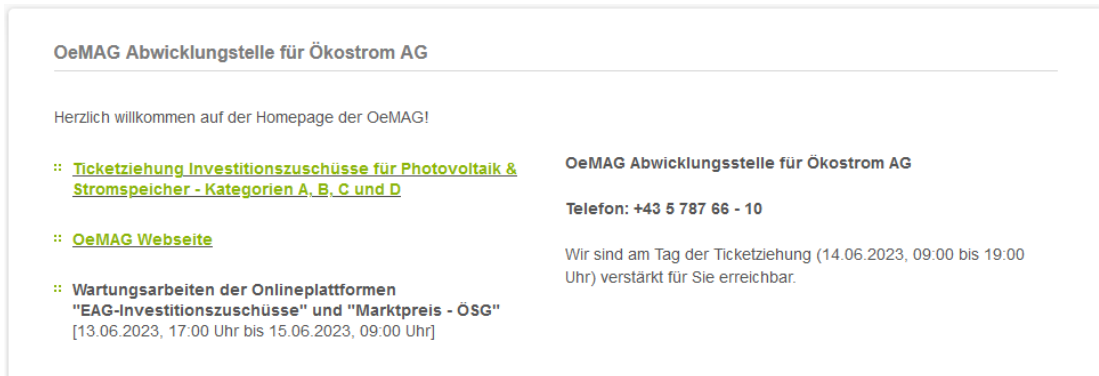 OeMAG Abwicklungstelle für Ökostrom AG
Herzlich willkommen auf der Homepage der OeMAG!
Ticketziehung Investitionszuschüsse für Photovoltaik &
Stromspeicher - Kategorien A, B, C und D
OeMAG Webseite
Wartungsarbeiten der Onlineplattformen
"EAG-Investitionszuschüsse" und "Marktpreis - ÖSG"
[13.06.2023, 17:00 Uhr bis 15.06.2023, 09:00 Uhr]
OeMAG Abwicklungsstelle für Ökostrom AG
Telefon: +43 5 787 66 - 10
Wir sind am Tag der Ticketziehung (14.06.2023, 09:00 bis 19:00
Uhr) verstärkt für Sie erreichbar.